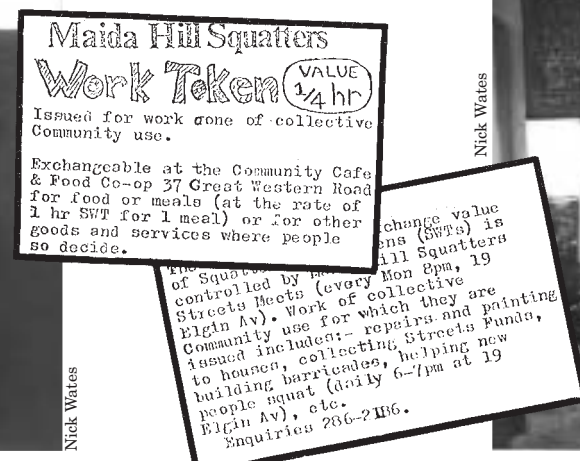 Maida Hill Squatters
Work Token
VALUE
1/4 hr
Issued for work done of collective
Community use.
Exchangeable at the Community Cafe
& Food Co-op 37 Great Western Road
for food or meals (at the rate of
1 hr SWT for 1 meal) or for other
goods and services where people
so decide.
change value
of Squat ens (SWTs) is
controlled by ill Squatters
Streets Meets (every Mon 8pm, 19
Elgin Av). Work of collective
Community use for which they are
issued includes:- repairs and painting
to houses, collecting Streets Funds,
building barricades, helping new
people squat (daily 6-7pm at 19
Elgin Av), etc.
Enquiries 286-2186.
Nick Wates
Nick Wates